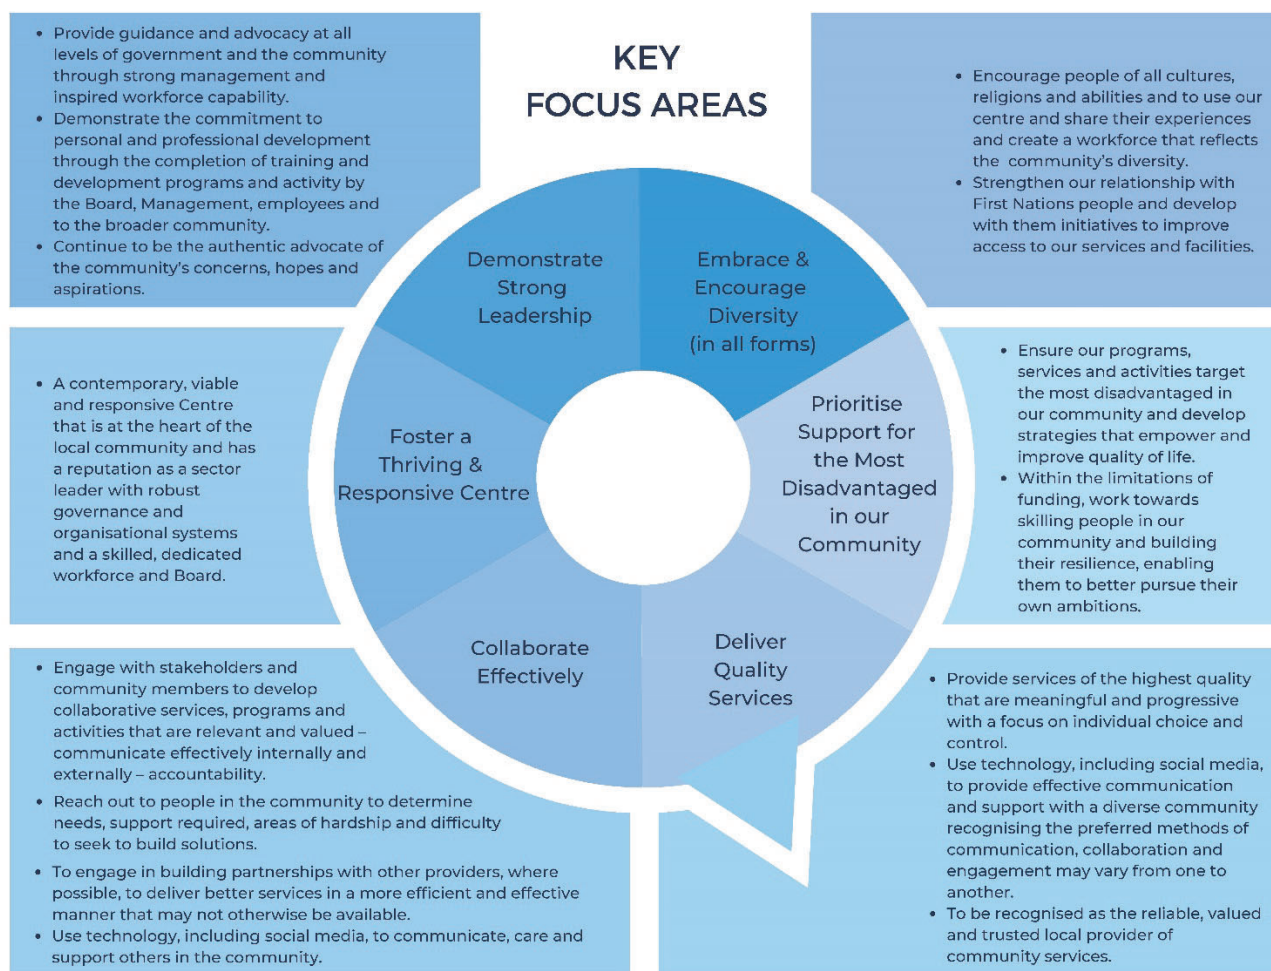 KEY
FOCUS AREAS
• Provide guidance and advocacy at all
levels of government and the community
through strong management and
inspired workforce capability.
• Demonstrate the commitment to
personal and professional development
through the completion of training and
development programs and activity by
the Board, Management, employees and
to the broader community.
• Continue to be the authentic advocate of
the community's concerns, hopes and
aspirations.
• Encourage people of all cultures,
religions and abilities and to use our
centre and share their experiences
and create a workforce that reflects
the community's diversity.
• Strengthen our relationship with
First Nations people and develop
with them initiatives to improve
access to our services and facilities.
Demonstrate
Strong
Leadership
Embrace &
Encourage
Diversity
(in all forms)
• A contemporary, viable
and responsive Centre
that is at the heart of the
local community and has
a reputation as a sector
leader with robust
governance and
organisational systems
and a skilled, dedicated
workforce and Board.
Foster a
Thriving &
Responsive Centre
Prioritise
Support for
the Most
Disadvantaged
in our
Community
• Ensure our programs,
services and activities target
the most disadvantaged in
our community and develop
strategies that empower and
improve quality of life.
• Within the limitations of
funding, work towards
skilling people in our
community and building
their resilience, enabling
them to better pursue their
own ambitions.
Collaborate
Effectively
Deliver
Quality
Services
• Engage with stakeholders and
community members to develop
collaborative services, programs and
activities that are relevant and valued –
communicate effectively internally and
externally – accountability.
• Reach out to people in the community to determine
needs, support required, areas of hardship and difficulty
to seek to build solutions.
• To engage in building partnerships with other providers, where
possible, to deliver better services in a more efficient and effective
manner that may not otherwise be available.
• Use technology, including social media, to communicate, care and
support others in the community.
• Provide services of the highest quality
that are meaningful and progressive
with a focus on individual choice and
control.
• Use technology, including social media,
to provide effective communication
and support with a diverse community
recognising the preferred methods of
communication, collaboration and
engagement may vary from one to
another.
• To be recognised as the reliable, valued
and trusted local provider of
community services.